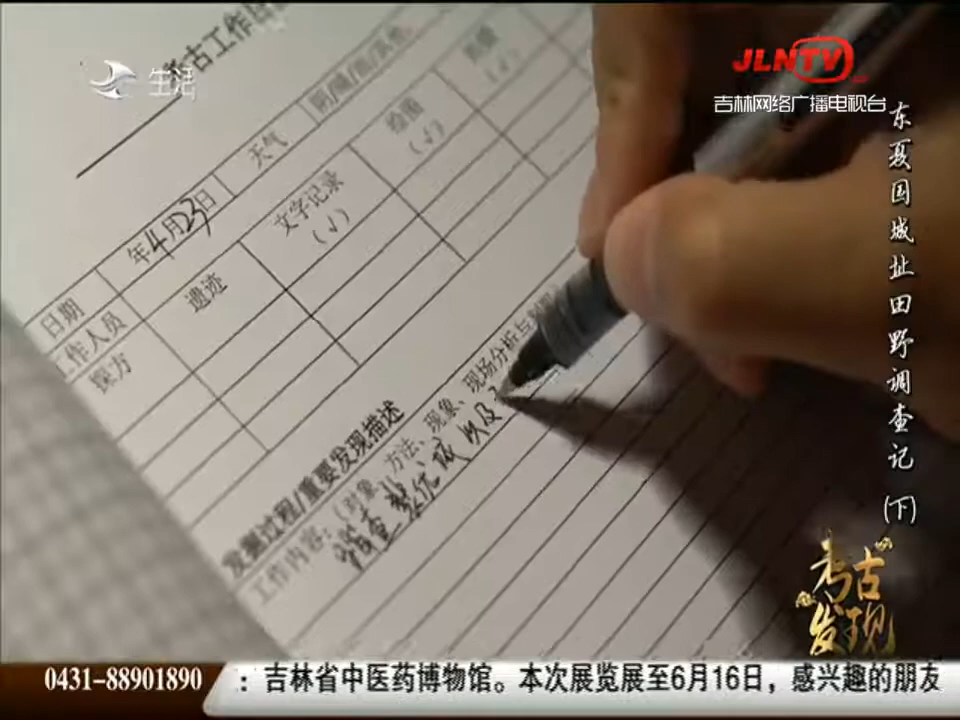 考古工作日
生活
JLNTV
吉林网络广播电视台
东夏国城址田野调查记(下)
考古发现
年4月23日 天气 阴/晴/雨/其他
日期
工作人员
探方 遗迹 文字记录(√) 绘图(√)
发掘过程/重要发现描述
工作内容:(对象、方法、现象、现场分析与
以及
0431-88901890
:吉林省中医药博物馆。本次展览展至6月16日,感兴趣的朋友